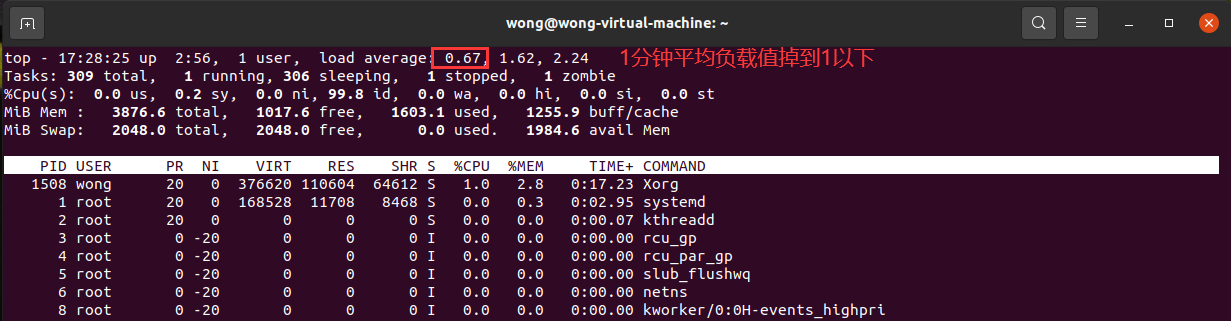 wong@wong-virtual-machine: ~
top - 17:28:25 up  2:56,  1 user,  load average: 0.67, 1.62, 2.24 1分钟平均负载值掉到1以下
Tasks: 309 total,   1 running, 306 sleeping,   1 stopped,   1 zombie
%Cpu(s):  0.0 us,  0.2 sy,  0.0 ni, 99.8 id,  0.0 wa,  0.0 hi,  0.0 si,  0.0 st
MiB Mem :   3876.6 total,   1017.6 free,   1603.1 used,   1255.9 buff/cache
MiB Swap:   2048.0 total,   2048.0 free,      0.0 used.   1984.6 avail Mem
PID USER      PR  NI    VIRT    RES    SHR S  %CPU  %MEM     TIME+ COMMAND
1508 wong      20   0  376620 110604  64612 S   1.0   2.8   0:17.23 Xorg
1 root      20   0  168528  11708   8468 S   0.0   0.3   0:02.95 systemd
2 root      20   0       0      0      0 S   0.0   0.0   0:00.07 kthreadd
3 root       0 -20       0      0      0 I   0.0   0.0   0:00.00 rcu_gp
4 root       0 -20       0      0      0 I   0.0   0.0   0:00.00 rcu_par_gp
5 root       0 -20       0      0      0 I   0.0   0.0   0:00.00 slub_flushwq
6 root       0 -20       0      0      0 I   0.0   0.0   0:00.00 netns
8 root       0 -20       0      0      0 I   0.0   0.0   0:00.00 kworker/0:0H-events_highpri